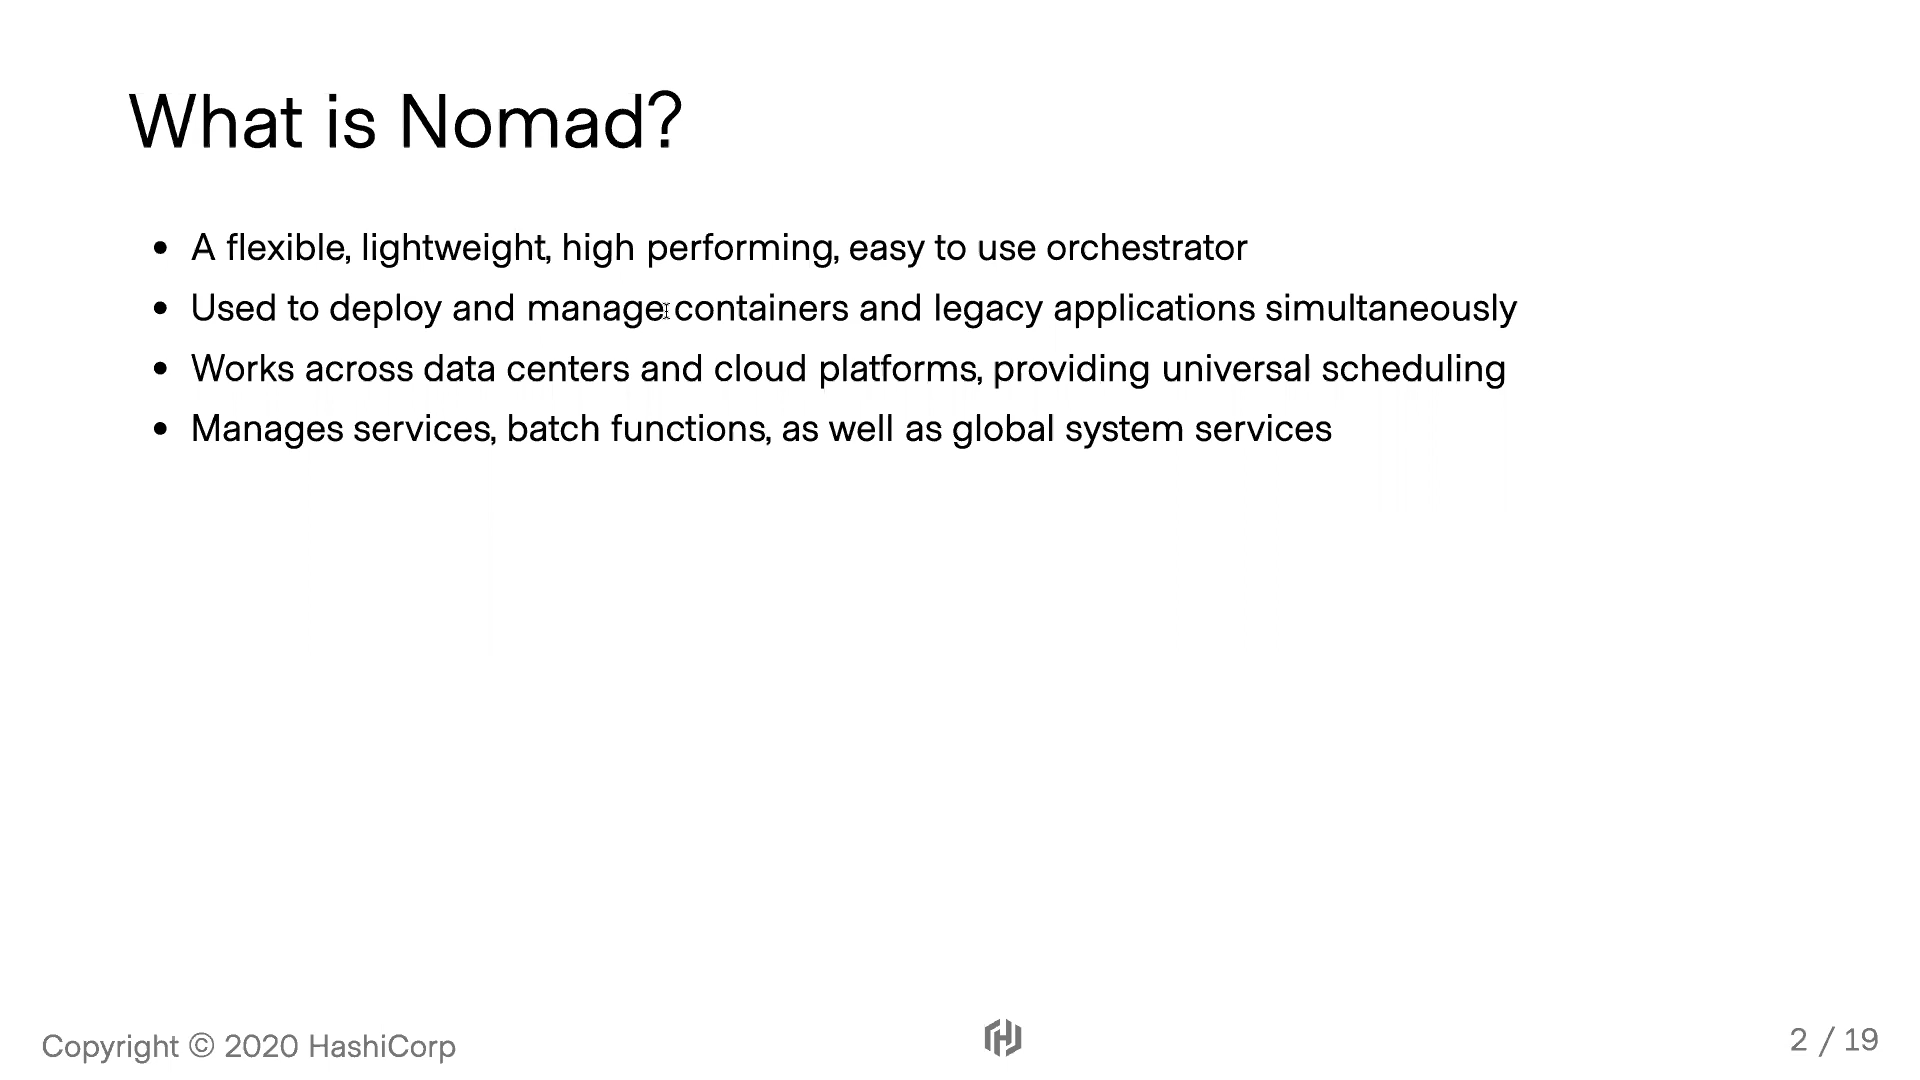 What is Nomad?
• A flexible, lightweight, high performing, easy to use orchestrator
• Used to deploy and manage containers and legacy applications simultaneously
• Works across data centers and cloud platforms, providing universal scheduling
• Manages services, batch functions, as well as global system services
Copyright © 2020 HashiCorp
2 / 19